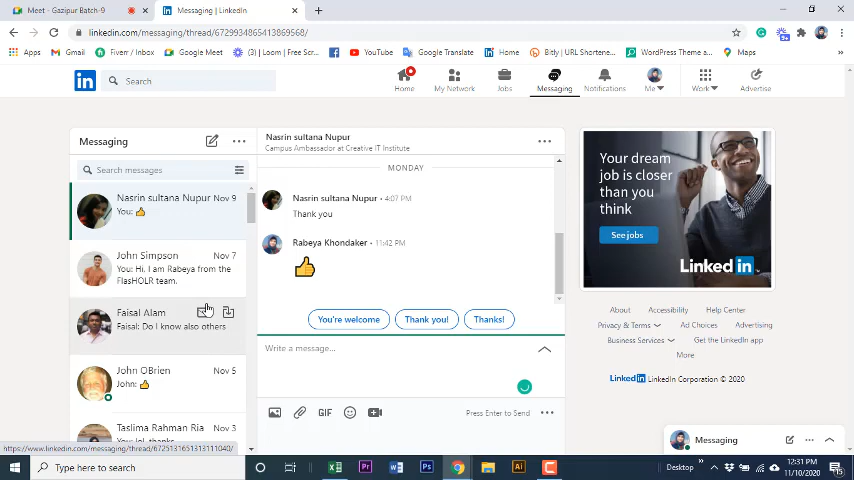 Meet - Gazipur Batch-9
Messaging | LinkedIn
linkedin.com/messaging/thread/6729934865413869568/
Apps
Gmail
Fiverr / Inbox
Google Meet
(3) | Loom | Free Scr...
YouTube
Google Translate
Home
Bitly | URL Shortene...
WordPress Theme a...
Maps
in
Search
Home
My Network
Jobs
Messaging
Notifications
Me
Work
Advertise
Messaging
Search messages
Nasrin sultana Nupur Nov 9
You: 👍
John Simpson Nov 7
You: Hi, I am Rabeya from the
FlasHOLR team.
Faisal Alam
Faisal: Do I know also others
John OBrien Nov 5
John: 👍
Taslima Rahman Ria Nov 3
You: lol, thanks
Nasrin sultana Nupur
Campus Ambassador at Creative IT Institute
MONDAY
Nasrin sultana Nupur • 4:07 PM
Thank you
Rabeya Khondaker • 11:42 PM
👍
You're welcome
Thank you!
Thanks!
Write a message...
GIF
Press Enter to Send
Your dream
job is closer
than you
think
See jobs
Linked in
About
Accessibility
Help Center
Privacy & Terms
Ad Choices
Advertising
Business Services
Get the LinkedIn app
More
Linked in LinkedIn Corporation © 2020
Messaging
https://www.linkedin.com/messaging/thread/6725131651313111040/
Type here to search
Desktop
12:31 PM
11/10/2020